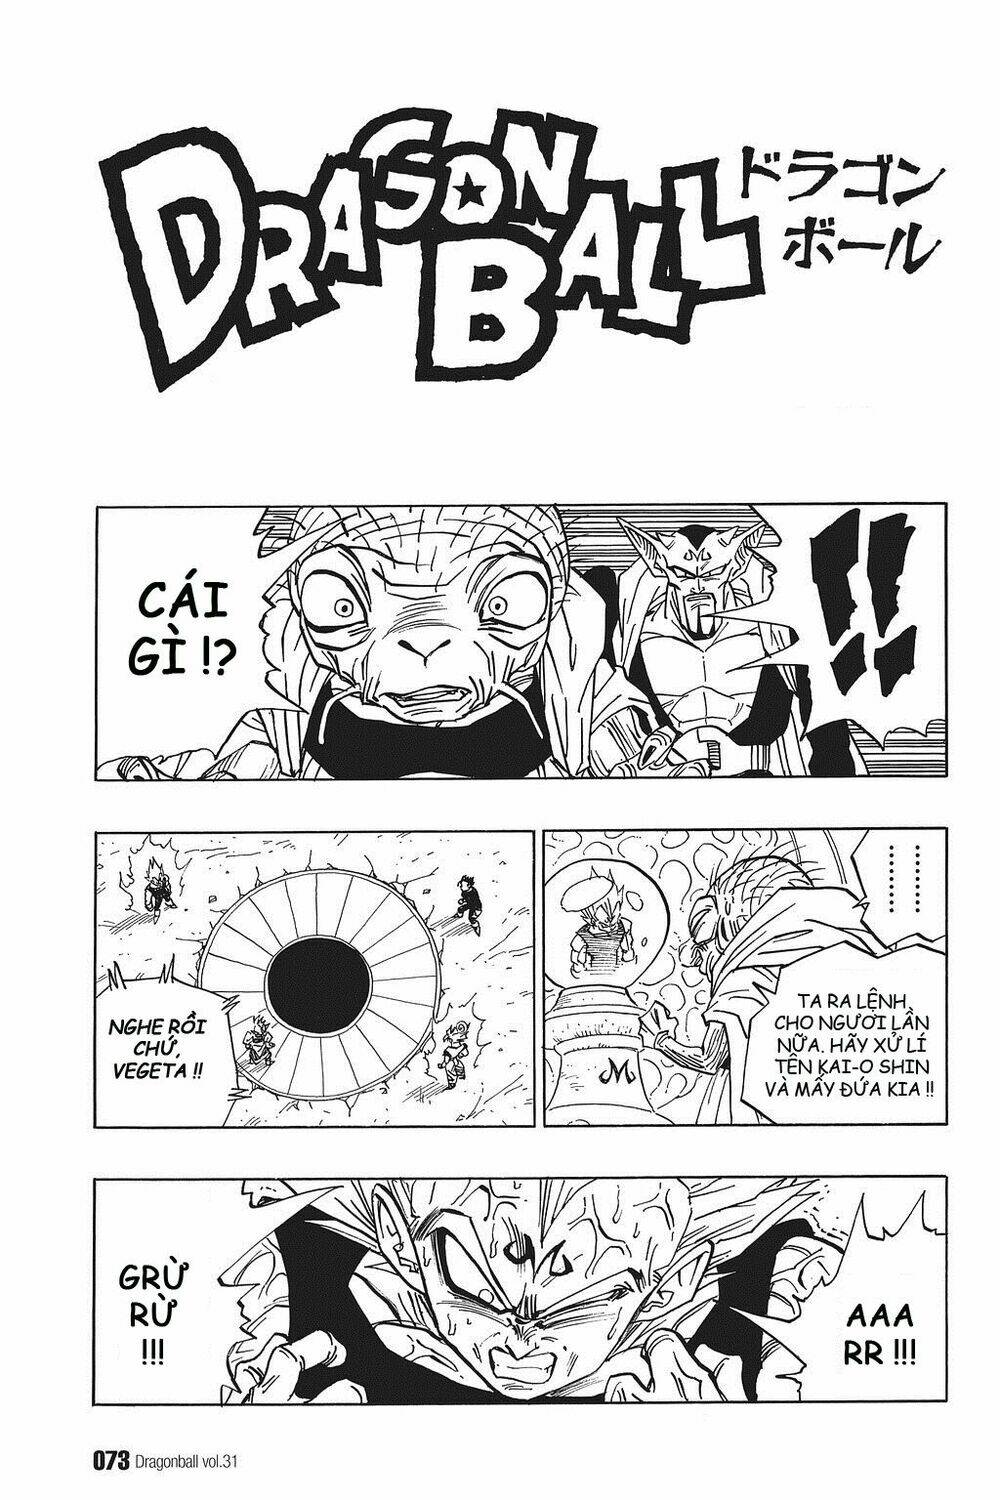 DRAGON
BALL
ドラゴン
ボール
!!
CÁI
GÌ !?
.......
.......
TA RA LỆNH
CHO NGƯƠI LẦN
NỮA. HÃY XỬ LÍ
TÊN KAI-O SHIN
VÀ MẤY ĐỨA KIA !!
M
NGHE RỒI
CHỨ,
VEGETA !!
AAA
RR !!!
GRỪ
RỪ
!!!
073 Dragonball vol.31